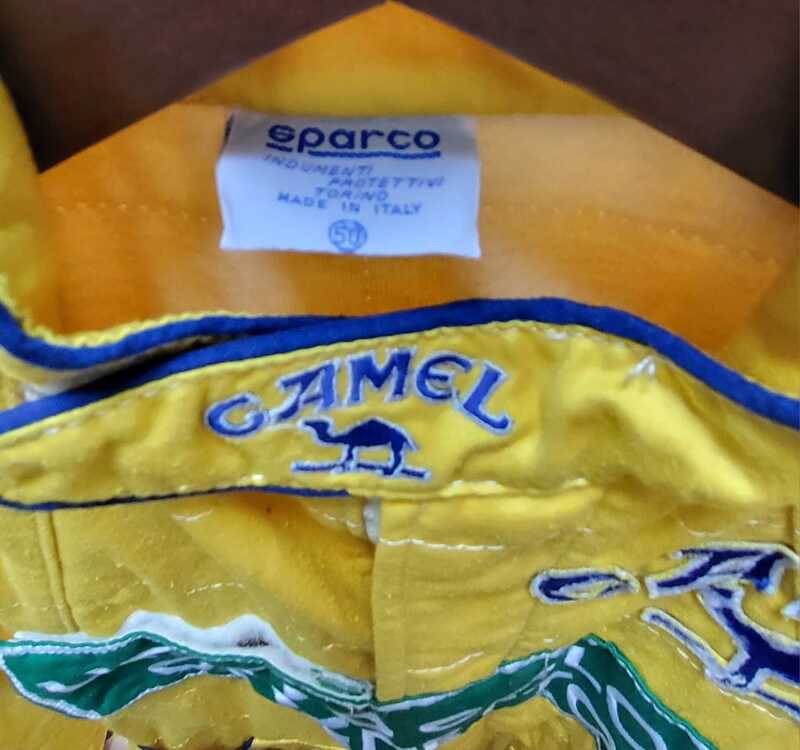 sparco
INDUMENTI
PROTETTIVI
TORINO
MADE IN ITALY
50
CAMEL